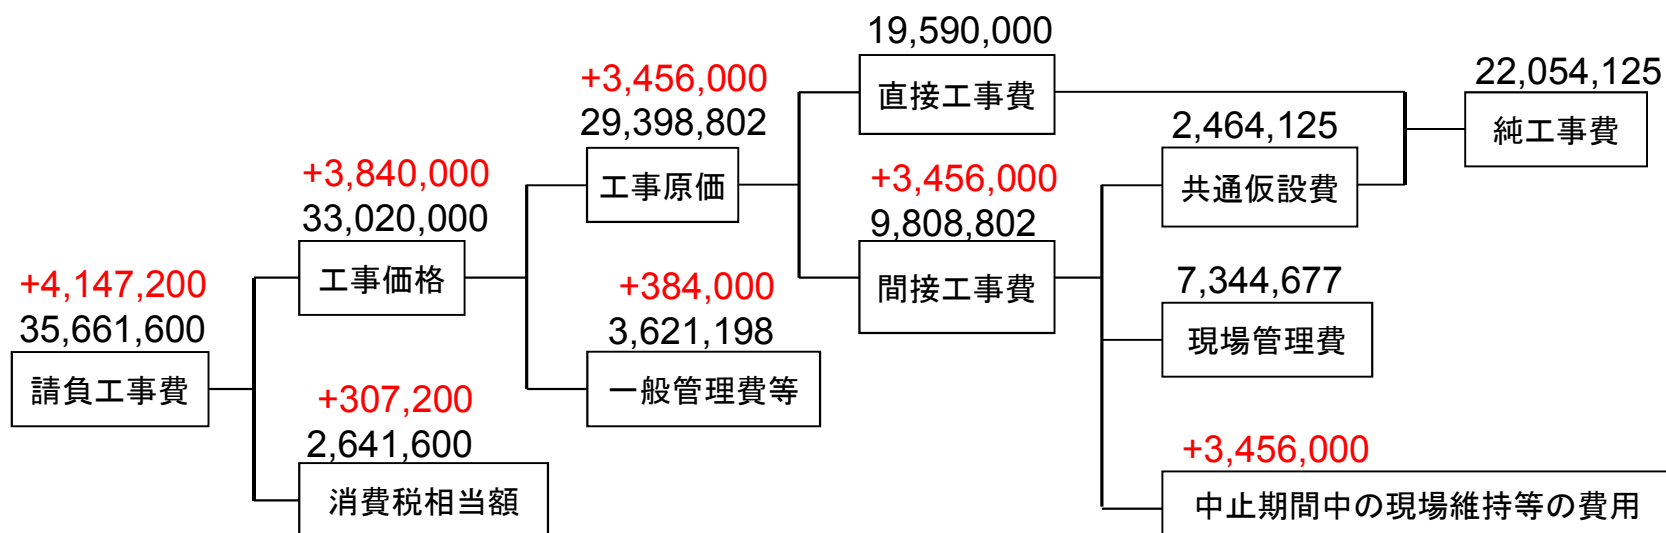 +4,147,200
35,661,600
請負工事費
+3,840,000
33,020,000
工事価格
+307,200
2,641,600
消費税相当額
+3,456,000
29,398,802
工事原価
+384,000
3,621,198
一般管理費等
19,590,000
直接工事費
+3,456,000
9,808,802
間接工事費
2,464,125
共通仮設費
7,344,677
現場管理費
+3,456,000
中止期間中の現場維持等の費用
22,054,125
純工事費